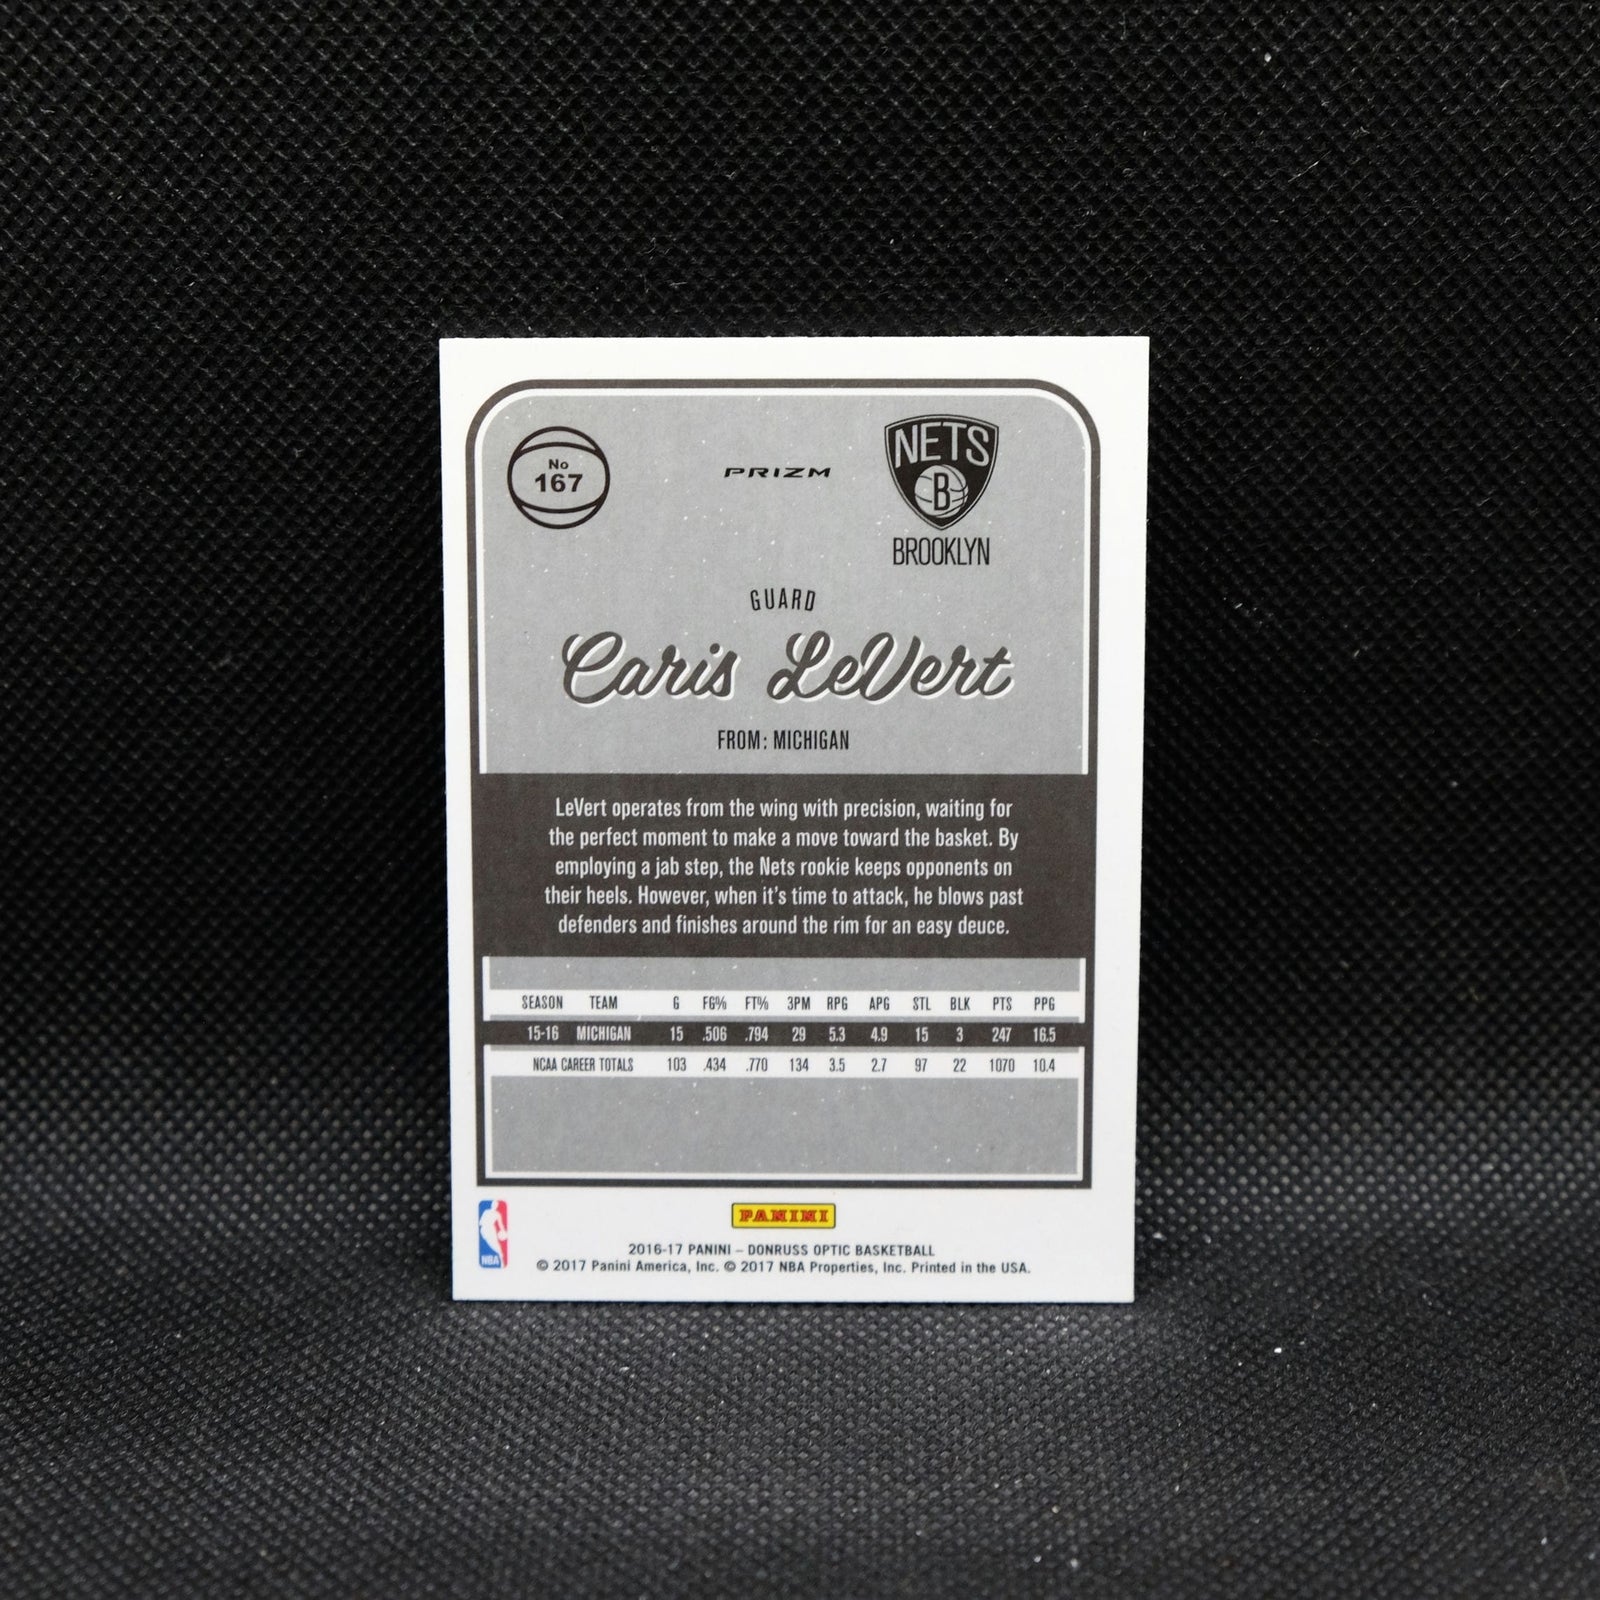 No
167
PRIZM
NETS
B
BROOKLYN
GUARD
Caris LeVert
FROM: MICHIGAN
LeVert operates from the wing with precision, waiting for
the perfect moment to make a move toward the basket. By
employing a jab step, the Nets rookie keeps opponents on
their heels. However, when it's time to attack, he blows past
defenders and finishes around the rim for an easy deuce.
SEASON TEAM G FG% FT% 3PM RPG APG STL BLK PTS PPG
15-16 MICHIGAN 15 .506 .794 29 5.3 4.9 15 3 247 16.5
NCAA CAREER TOTALS 103 .434 .770 134 3.5 2.7 97 22 1070 10.4
NBA
PANINI
2016-17 PANINI – DONRUSS OPTIC BASKETBALL
© 2017 Panini America, Inc. © 2017 NBA Properties, Inc. Printed in the USA.